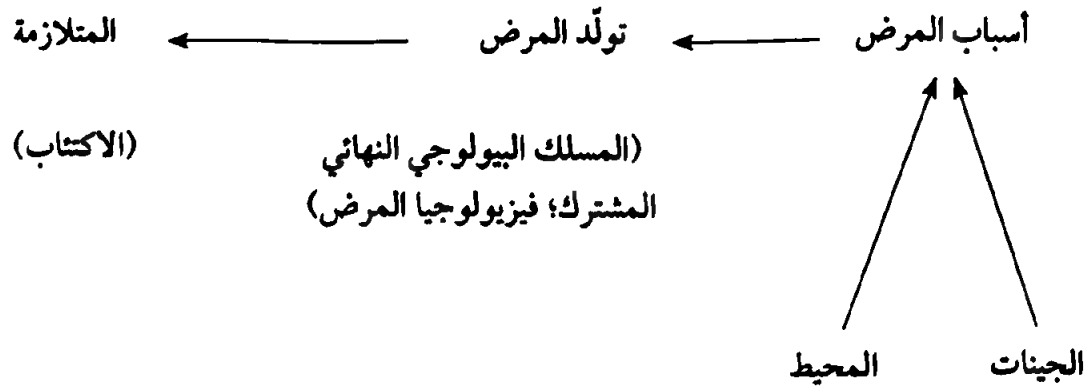 أسباب المرض
تولّد المرض
المتلازمة
(المسلك البيولوجي النهائي
المشترك؛ فيزيولوجيا المرض)
(الاكتئاب)
الجينات
المحيط